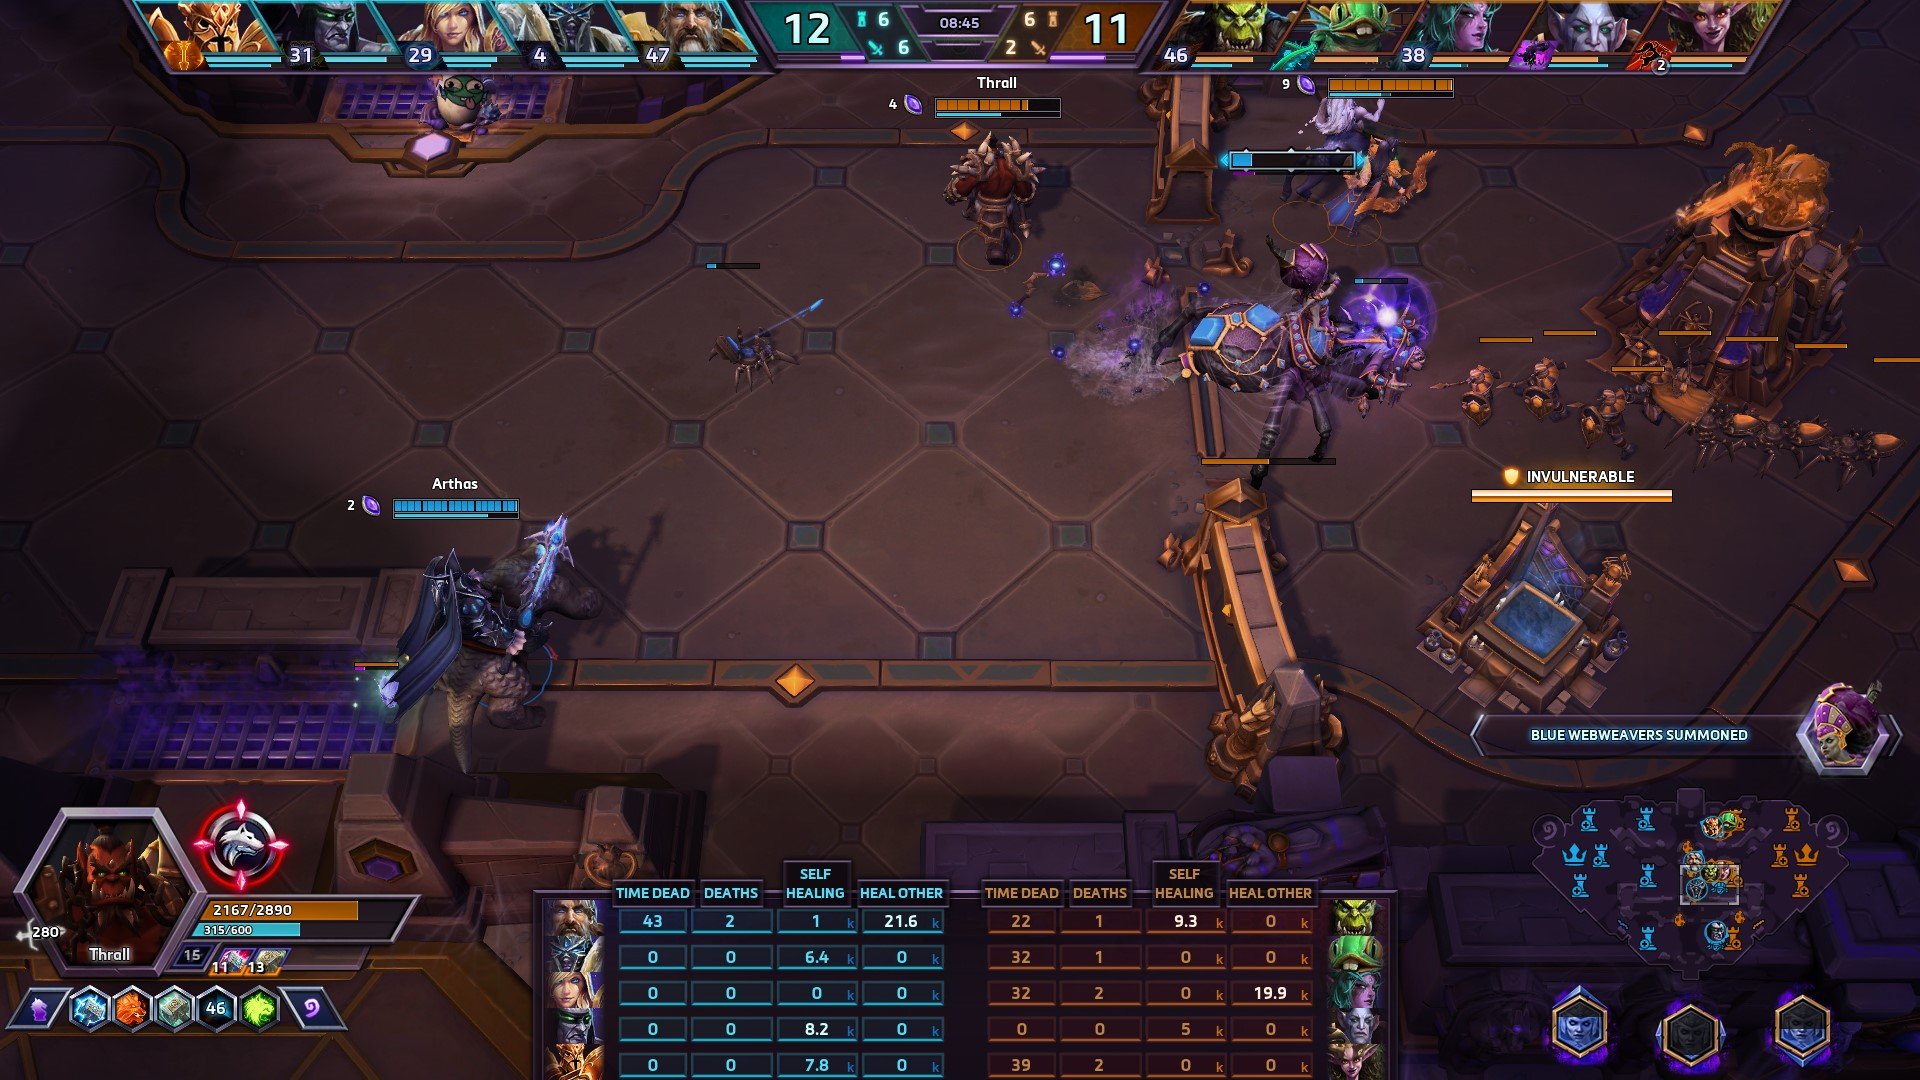 31 29 4 47 12 6 6 08:45 6 2 11 46 38 2
Thrall
4
9
Arthas
2
INVULNERABLE
BLUE WEBWEAVERS SUMMONED
2167/2890
315/600
280
Thrall
15 11 13
46
TIME DEAD DEATHS SELF HEALING HEAL OTHER TIME DEAD DEATHS SELF HEALING HEAL OTHER
43 2 1 k 21.6 k 22 1 9.3 k 0 k
0 0 6.4 k 0 k 32 1 0 k 0 k
0 0 0 k 0 k 32 2 0 k 19.9 k
0 0 8.2 k 0 k 0 0 5 k 0 k
0 0 7.8 k 0 k 39 2 0 k 0 k